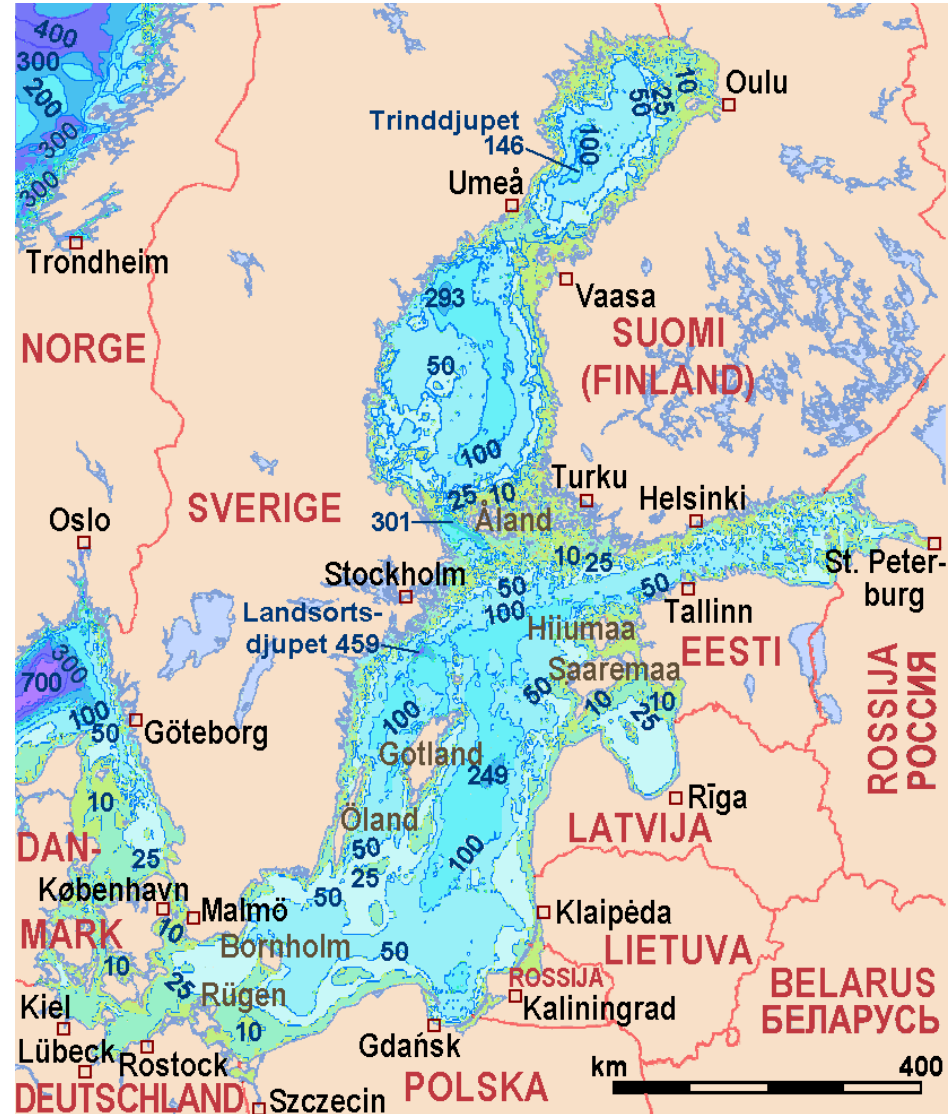 400
300
200
300
300
Trondheim
NORGE
Oslo
10
25
50
Oulu
Trinddjupet
146
100
Umeå
Vaasa
SUOMI
(FINLAND)
293
50
100
25
10
Turku
Helsinki
SVERIGE
301
Åland
10
25
St. Peter-
burg
Stockholm
50
100
50
Tallinn
Landsorts-
djupet 459
Hiiumaa
Saaremaa
EESTI
ROSSIJA
РОССИЯ
300
700
100
50
Göteborg
100
50
10
10
25
Gotland
249
Rīga
LATVIJA
10
Öland
DAN-
MARK
25
50
25
100
København
Malmö
10
50
Bornholm
50
Klaipėda
LIETUVA
10
25
Rügen
10
ROSSIJA
Kaliningrad
BELARUS
БЕЛАРУСЬ
Kiel
Lübeck
Rostock
Gdańsk
DEUTSCHLAND
Szczecin
POLSKA
km
400